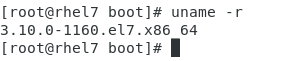 [root@rhel7 boot]# uname -r
3.10.0-1160.el7.x86_64
[root@rhel7 boot]#